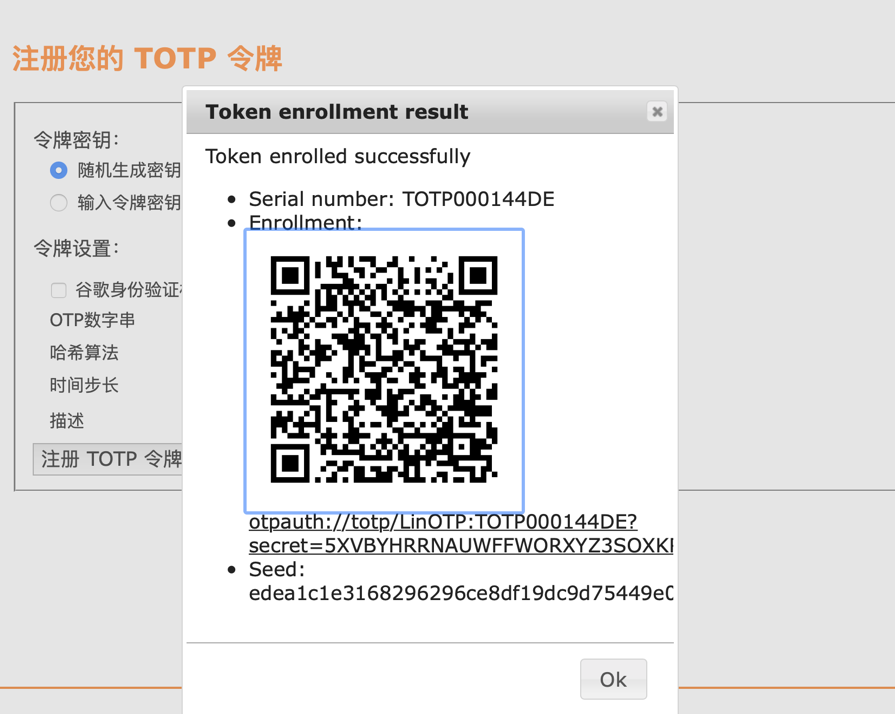 注册您的 TOTP 令牌
Token enrollment result
Token enrolled successfully
令牌密钥:
随机生成密钥
输入令牌密钥
令牌设置:
谷歌身份验证
OTP数字串
哈希算法
时间步长
描述
注册 TOTP 令牌
Serial number: TOTP000144DE
Enrollment:
otpauth://totp/LinOTP:TOTP000144DE?
secret=5XVBYHRRNAUWFFWORXYZ3SOXK
Seed:
edea1c1e3168296296ce8df19dc9d75449e0
Ok